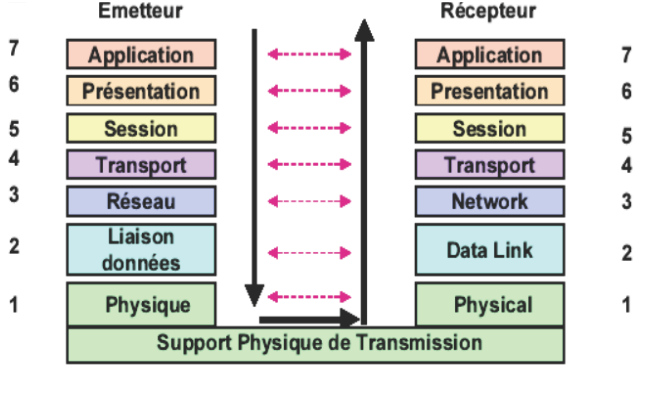 Emetteur Récepteur
7 Application Application 7
6 Présentation Presentation 6
5 Session Session 5
4 Transport Transport 4
3 Réseau Network 3
2 Liaison données Data Link 2
1 Physique Physical 1
Support Physique de Transmission